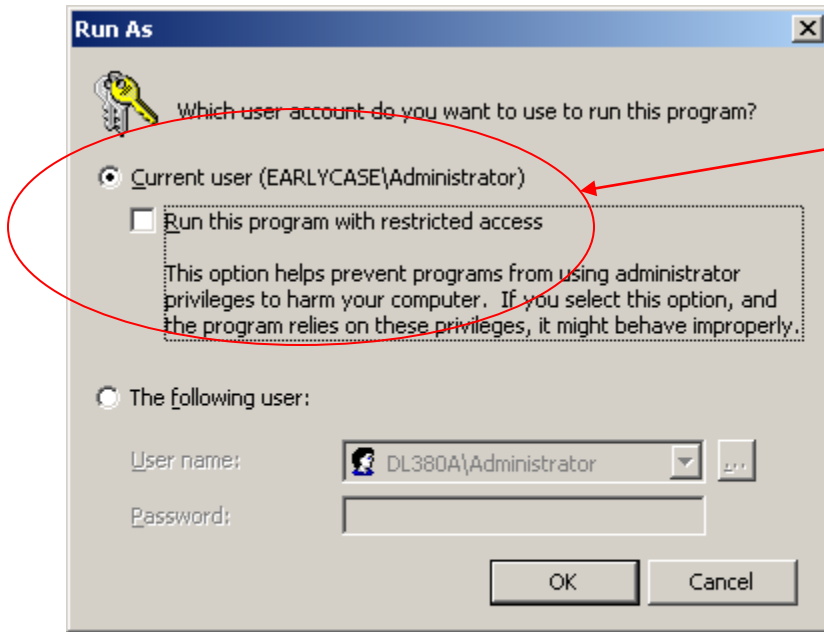 Run As
Which user account do you want to use to run this program?
Current user (EARLYCASE\Administrator)
Run this program with restricted access
This option helps prevent programs from using administrator
privileges to harm your computer.  If you select this option, and
the program relies on these privileges, it might behave improperly.
The following user:
User name:
DL380A\Administrator
...
Password:
OK
Cancel